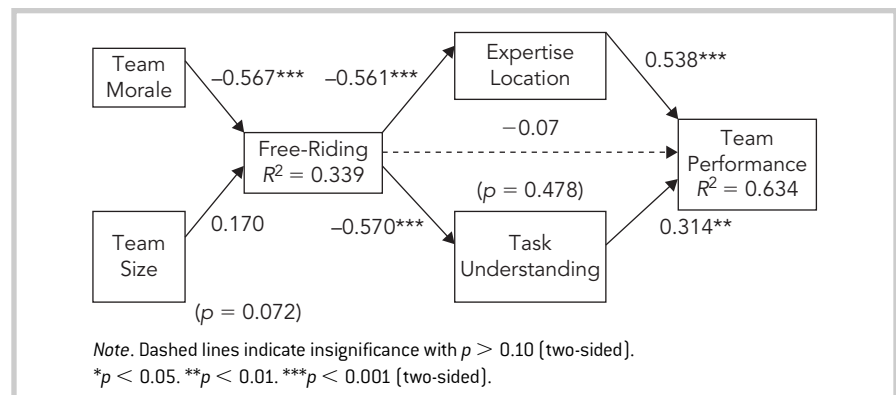 Team
Morale
–0.567***
–0.561***
Expertise
Location
0.538***
Free-Riding
R² = 0.339
−0.07
(p = 0.478)
Team
Performance
R² = 0.634
Team
Size
0.170
(p = 0.072)
–0.570***
Task
Understanding
0.314**
Note. Dashed lines indicate insignificance with p > 0.10 (two-sided).
*p < 0.05. **p < 0.01. ***p < 0.001 (two-sided).